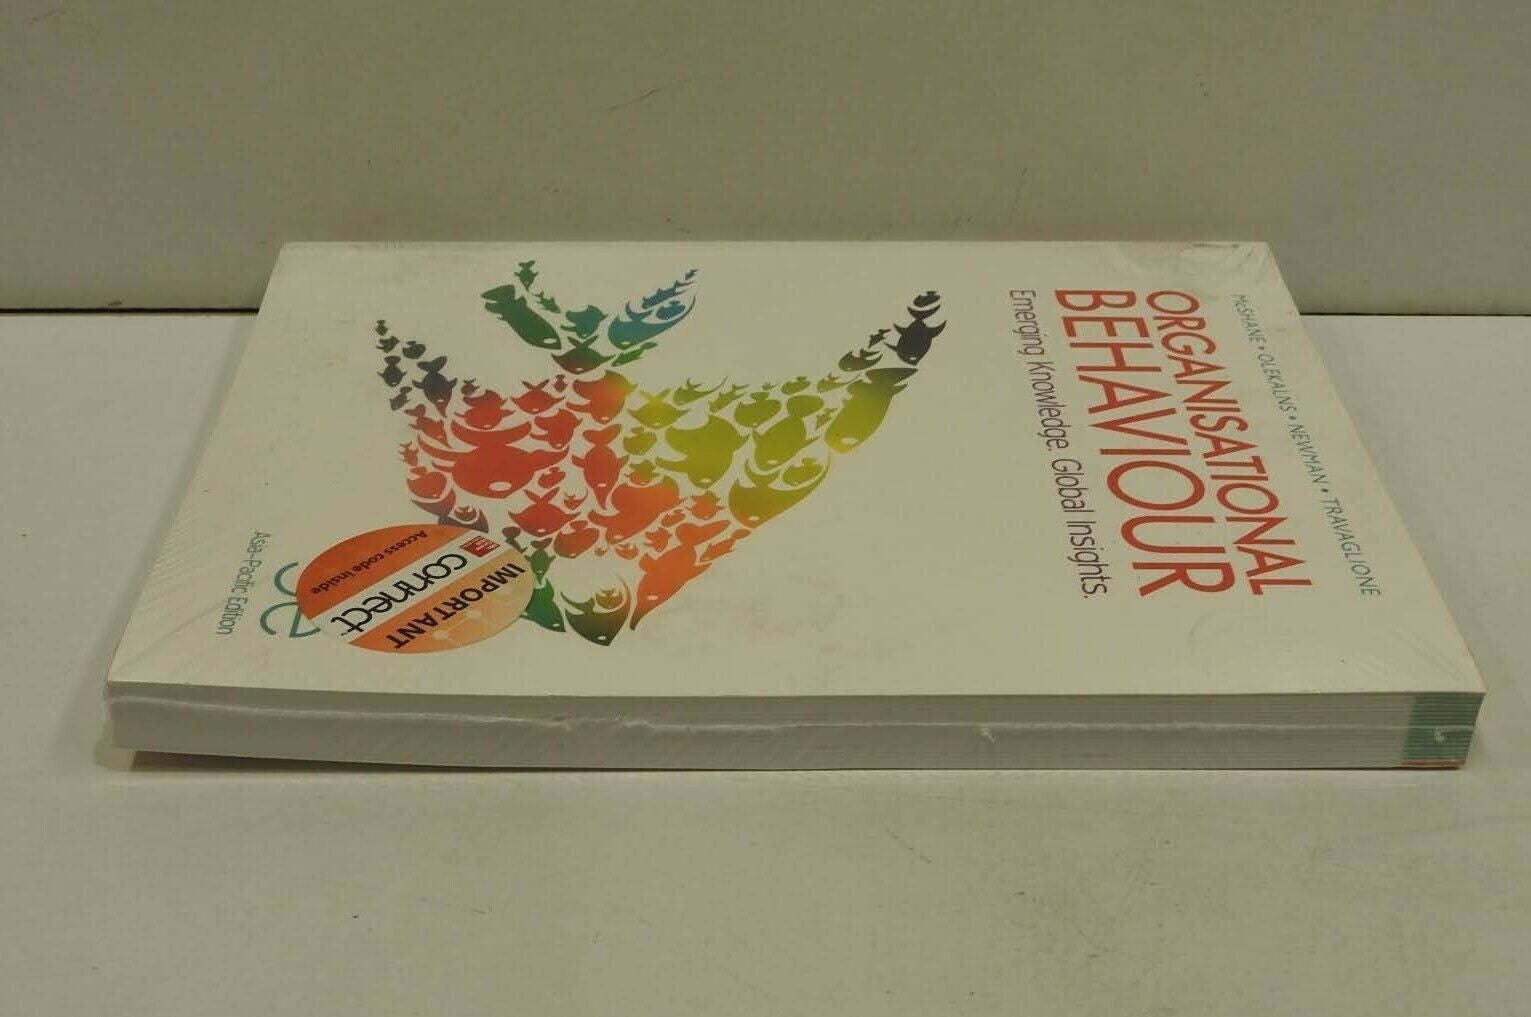 McSHANE • OLEKALNS • NEWMAN • TRAVAGLIONE
ORGANISATIONAL
BEHAVIOUR
Emerging Knowledge. Global Insights.
IMPORTANT
connect
Access code inside
Asia-Pacific Edition